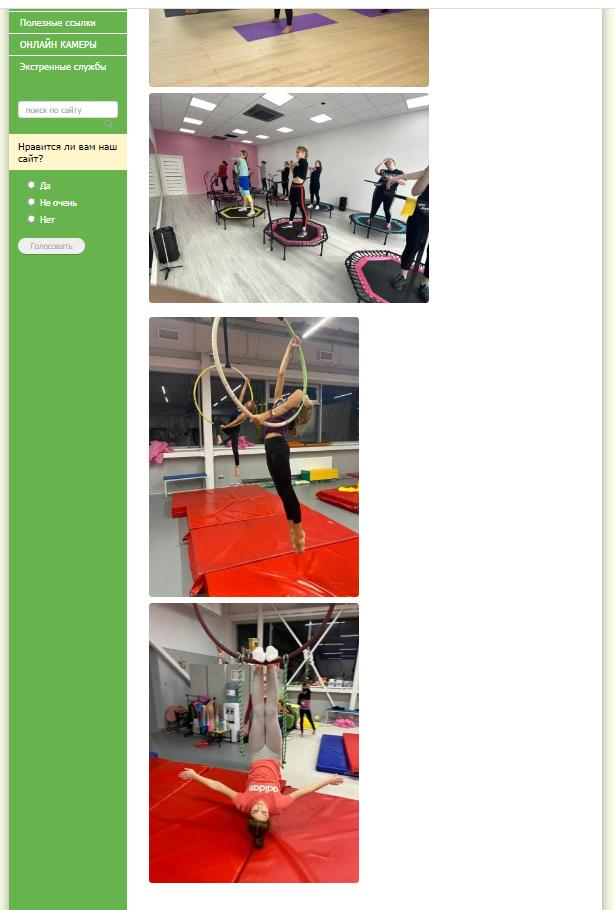 Полезные ссылки
ОНЛАЙН КАМЕРЫ
Экстренные службы
поиск по сайту
Нравится ли вам наш
сайт?
Да
Не очень
Нет
Голосовать
adidas